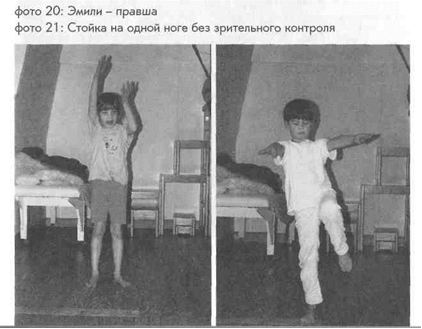 фото 20: Эмили – правша
фото 21: Стойка на одной ноге без зрительного контроля